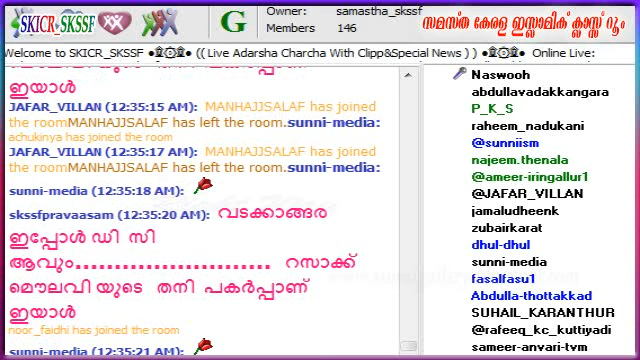 SKICR SKSSF
G
Owner: samastha_skssf
Members 146
സമസ്ത കേരള ഇസ്ലാമിക് ക്ലാസ്സ് റൂം
Welcome to SKICR_SKSSF •۩۞۩• (( Live Adarsha Charcha With Clipp&Special News ) ) •۩۞۩• Online Live:
ഇയാള്‍
JAFAR_VILLAN (12:35:15 AM): MANHAJJSALAF has joined
the roomMANHAJJSALAF has left the room.sunni-media:
achukinya has joined the room
JAFAR_VILLAN (12:35:17 AM): MANHAJJSALAF has joined
the roomMANHAJJSALAF has left the room.sunni-media:
sunni-media (12:35:18 AM):
skssfpravaasam (12:35:20 AM): വടക്കാങ്ങര
ഇപ്പോള്‍ ഡി സി
ആവും........................... റസാക്ക്
മൌലവി യുടെ തനി പകര്‍പ്പാണ്
ഇയാള്‍
noor_faidhi has joined the room
sunni-media (12:35:21 AM):
Naswooh
abdullavadakkangara
P_K_S
raheem_nadukani
@sunniism
najeem.thenala
@ameer-iringallur1
@JAFAR_VILLAN
jamaludheenk
zubairkarat
dhul-dhul
sunni-media
fasalfasu1
Abdulla-thottakkad
SUHAIL_KARANTHUR
@rafeeq_kc_kuttiyadi
sameer-anvari-tvm